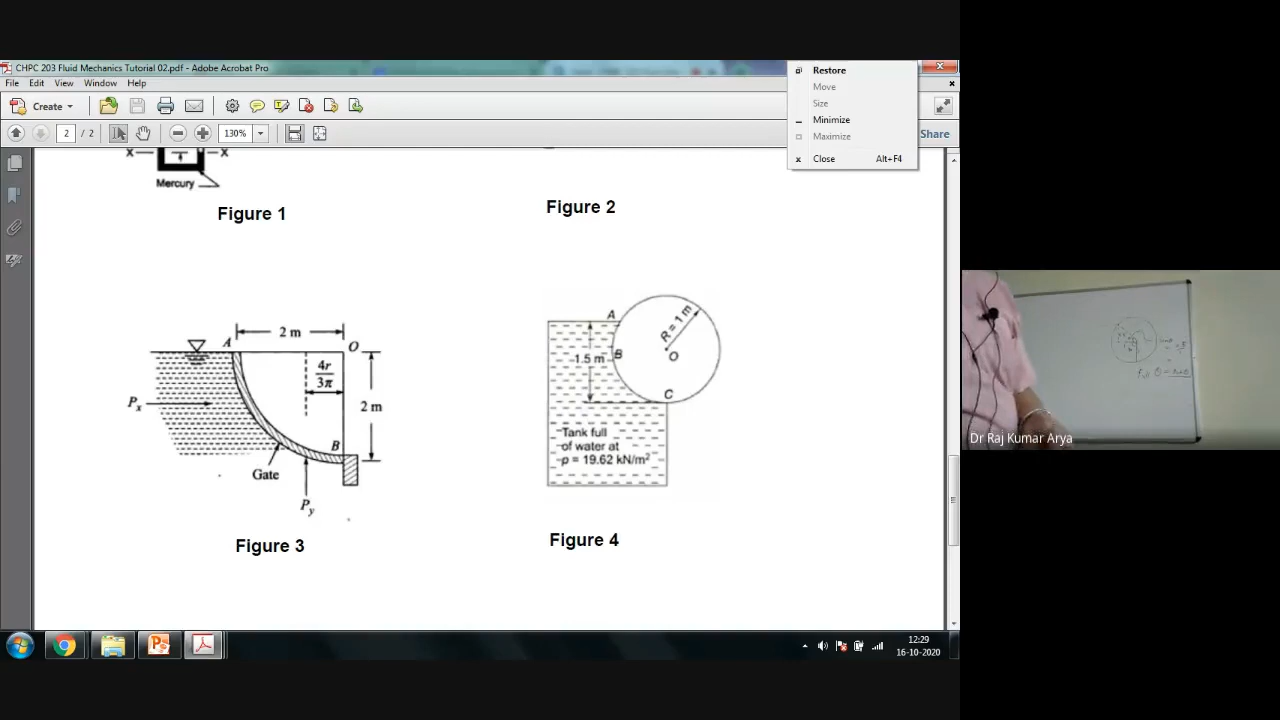 CHPC 203 Fluid Mechanics Tutorial 02.pdf - Adobe Acrobat Pro
File Edit View Window Help
Create
2 / 2 130% Share
Restore
Move
Size
Minimize
Maximize
x Close Alt+F4
X X
Mercury
Figure 1
Figure 2
2 m
A O
4r
3π
2 m
Px
B
Gate
Py
Figure 3
A
R = 1 m
1.5 m
B
O
C
Tank full
of water at
p = 19.62 kN/m²
Figure 4
Dr Raj Kumar Arya
12:29
16-10-2020